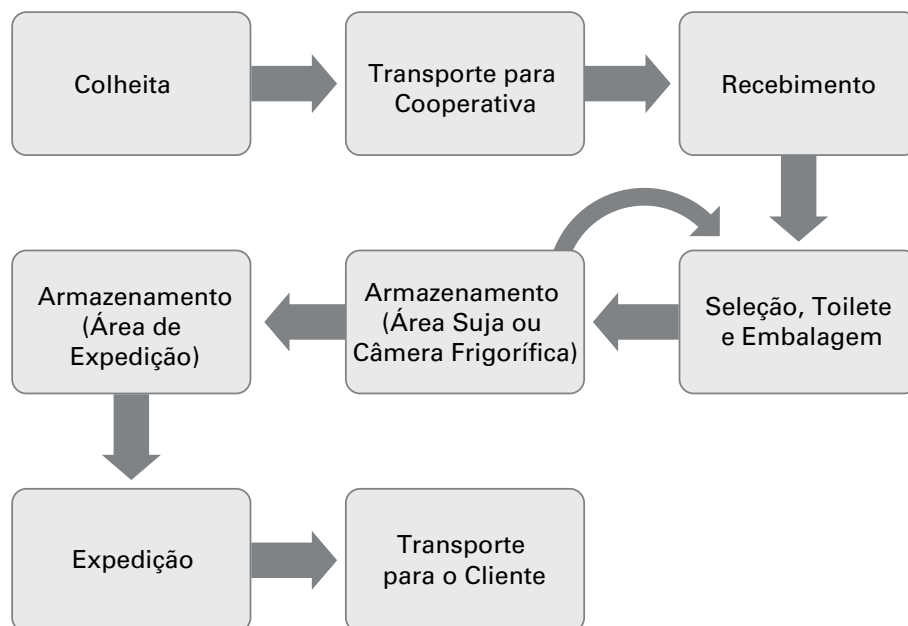 Colheita
Transporte para
Cooperativa
Recebimento
Seleção, Toilete
e Embalagem
Armazenamento
(Área Suja ou
Câmera Frigorífica)
Armazenamento
(Área de
Expedição)
Expedição
Transporte
para o Cliente